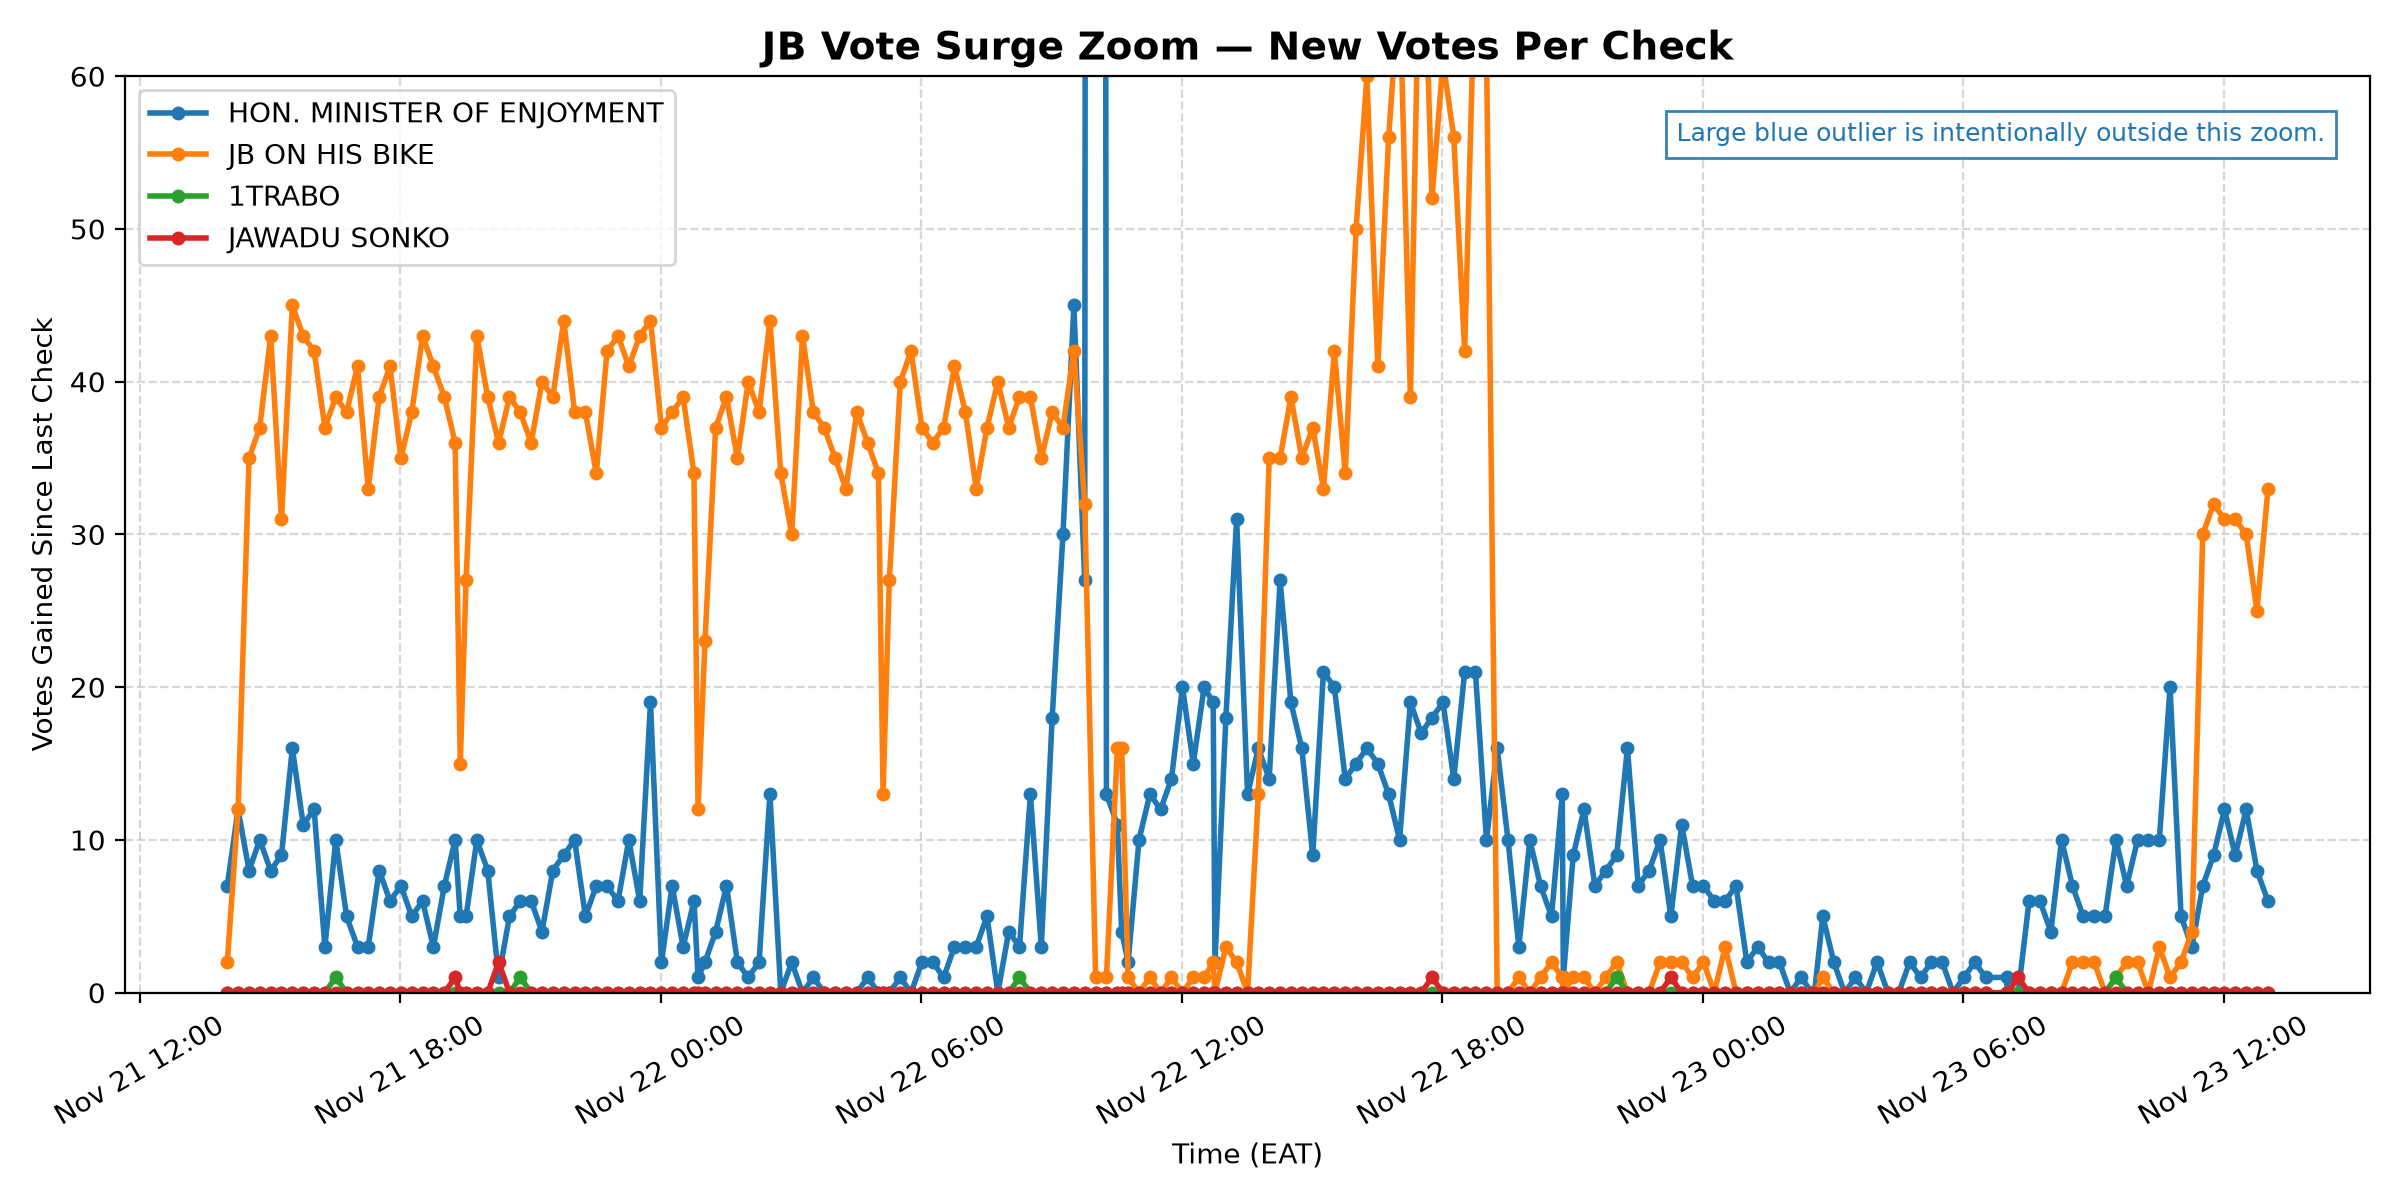 JB Vote Surge Zoom — New Votes Per Check
60
50
40
30
20
10
0
Votes Gained Since Last Check
HON. MINISTER OF ENJOYMENT
JB ON HIS BIKE
1TRABO
JAWADU SONKO
Large blue outlier is intentionally outside this zoom.
Nov 21 12:00
Nov 21 18:00
Nov 22 00:00
Nov 22 06:00
Nov 22 12:00
Nov 22 18:00
Nov 23 00:00
Nov 23 06:00
Nov 23 12:00
Time (EAT)